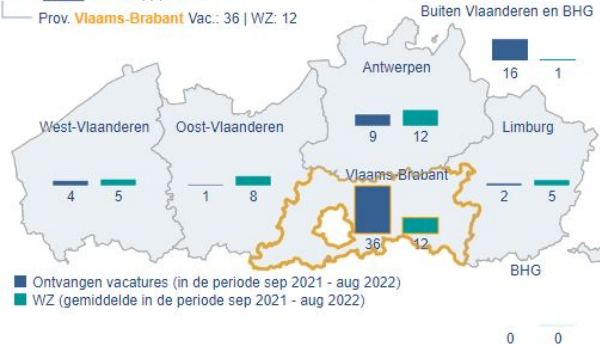 Prov. Vlaams-Brabant Vac.: 36 | WZ: 12
Buiten Vlaanderen en BHG
16 1
Antwerpen
9 12
West-Vlaanderen
4 5
Oost-Vlaanderen
1 8
Limburg
2 5
Vlaams-Brabant
36 12
BHG
0 0
Ontvangen vacatures (in de periode sep 2021 - aug 2022)
WZ (gemiddelde in de periode sep 2021 - aug 2022)